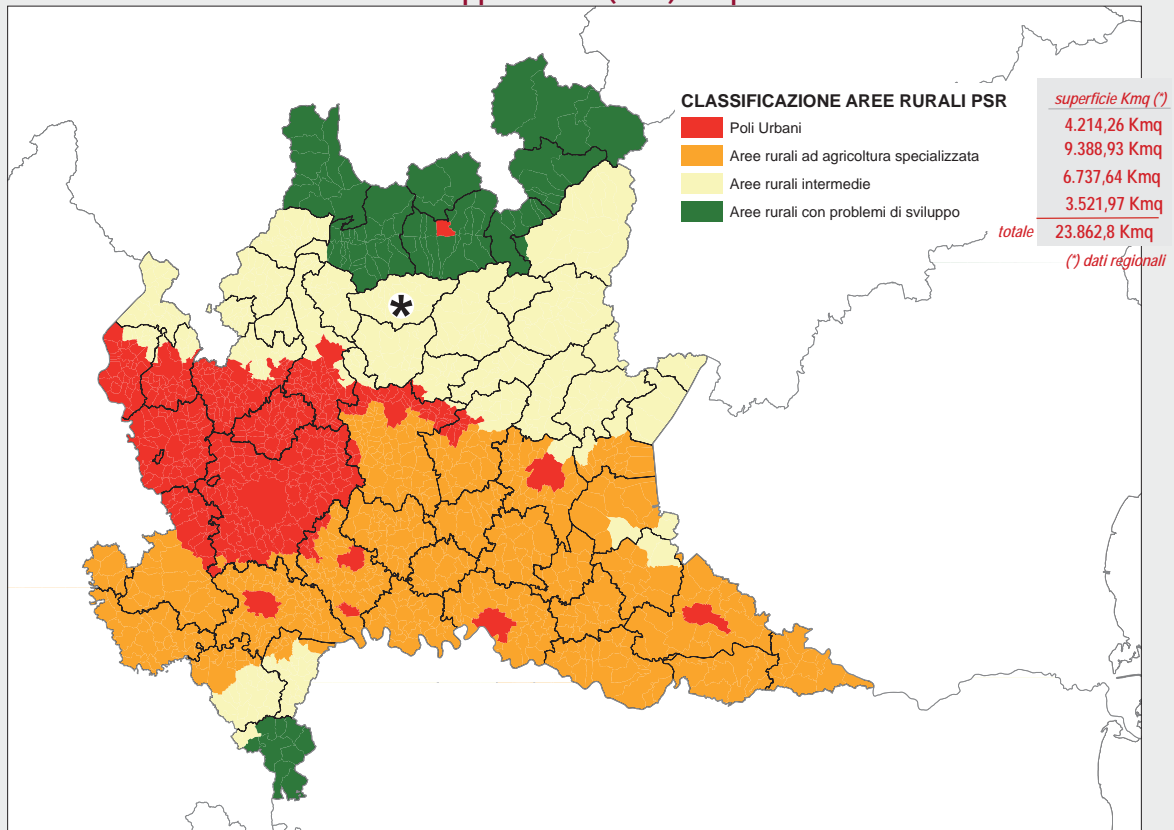 CLASSIFICAZIONE AREE RURALI PSR
superficie Kmq (*)
Poli Urbani
4.214,26 Kmq
Aree rurali ad agricoltura specializzata
9.388,93 Kmq
Aree rurali intermedie
6.737,64 Kmq
Aree rurali con problemi di sviluppo
3.521,97 Kmq
totale 23.862,8 Kmq
(*) dati regionali
*